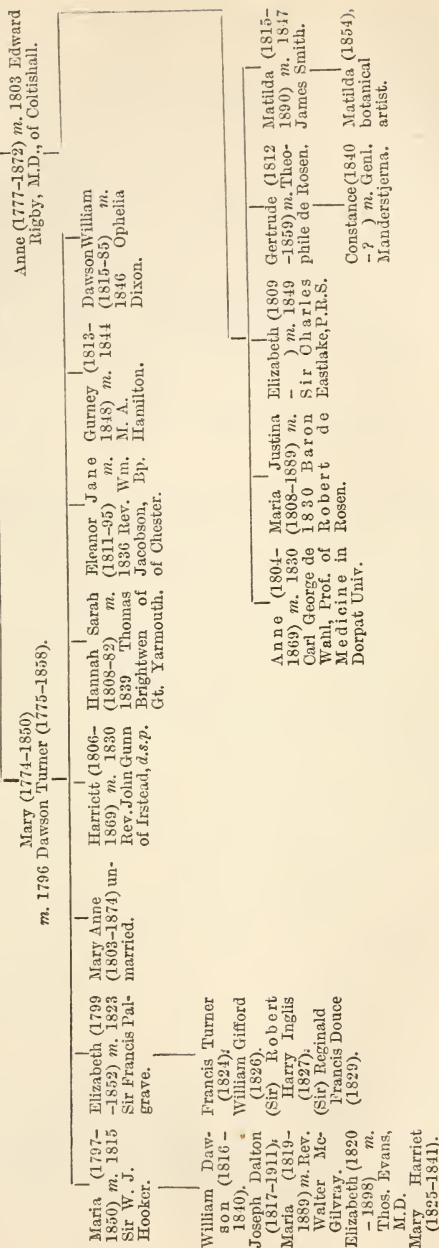 Mary (1774–1850)
m. 1796 Dawson Turner (1775–1858).
Anne (1777–1872) m. 1803 Edward
Rigby, M.D., of Coltishall.
Maria (1797–
1850) m. 1815
Sir W. J.
Hooker.
Elizabeth (1799
–1852) m. 1823
Sir Francis Pal-
grave.
Mary Anne
(1803–1874) un-
married.
Harriett (1806–
1869) m. 1830
Rev. John Gunn
of Irstead, d.s.p.
Hannah Sarah
(1808–82) m.
1839 Thomas
Brightwen of
Gt. Yarmouth.
Eleanor Jane
(1811–95) m.
1836 Rev. Wm.
Jacobson, Bp.
of Chester.
Gurney (1813–
1848) m. 1844
M. A.
Hamilton.
Dawson William
(1815–85) m.
1846 Ophelia
Dixon.
William Daw-
son (1816–
1840).
Joseph Dalton
(1817–1911);
Maria (1819–
1889) m. Rev.
Walter Mc-
Gilvray.
Elizabeth (1820
–1898) m.
Thos. Evans,
M.D.
Mary Harriet
(1825–1841).
Francis Turner
(1824);
William Gifford
(1826).
(Sir) Robert
Harry Inglis
(1827);
(Sir) Reginald
Francis Douce
(1829).
Anne (1804–
1869) m. 1830
Carl George de
Wahl, Prof. of
Medicine in
Dorpat Univ.
Maria Justina
(1808–1889) m.
1830 Baron
Robert de
Rosen.
Elizabeth (1809
– ) m. 1849
Sir Charles
Eastlake, P.R.S.
Gertrude (1812
–1859) m. Theo-
phile de Rosen.
Matilda (1815–
1890) m. 1847
James Smith.
Constance (1840
– ? ) m. Genl.
Manderstjerna.
Matilda (1854),
botanical
artist.